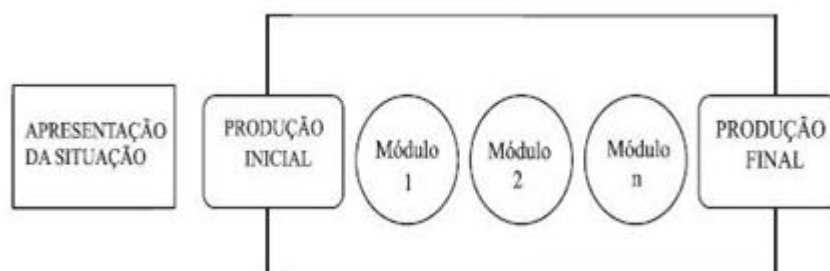 APRESENTAÇÃO
DA SITUAÇÃO
PRODUÇÃO
INICIAL
Módulo
1
Módulo
2
Módulo
n
PRODUÇÃO
FINAL